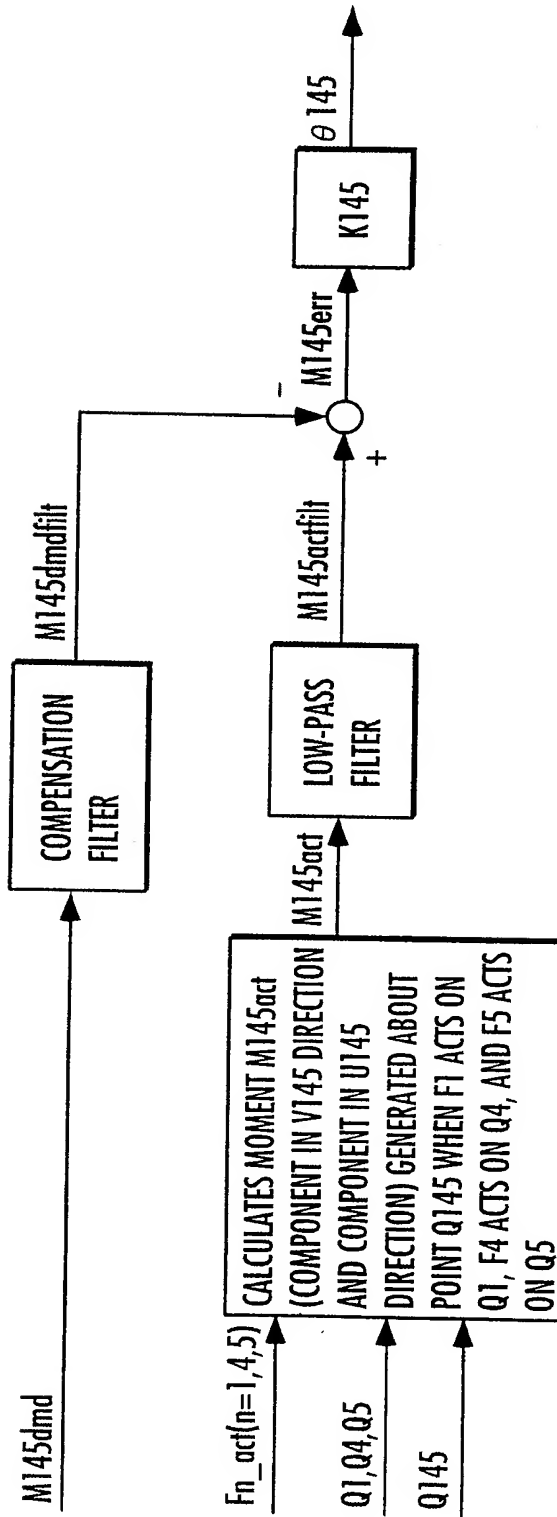 M145dmd
COMPENSATION
FILTER
M145dmdfilt
-
Fn_act(n=1,4,5)
Q1,Q4,Q5
Q145
CALCULATES MOMENT M145act
(COMPONENT IN V145 DIRECTION
AND COMPONENT IN U145
DIRECTION) GENERATED ABOUT
POINT Q145 WHEN F1 ACTS ON
Q1, F4 ACTS ON Q4, AND F5 ACTS
ON Q5
M145act
LOW-PASS
FILTER
M145actfilt
+
M145err
K145
θ 145